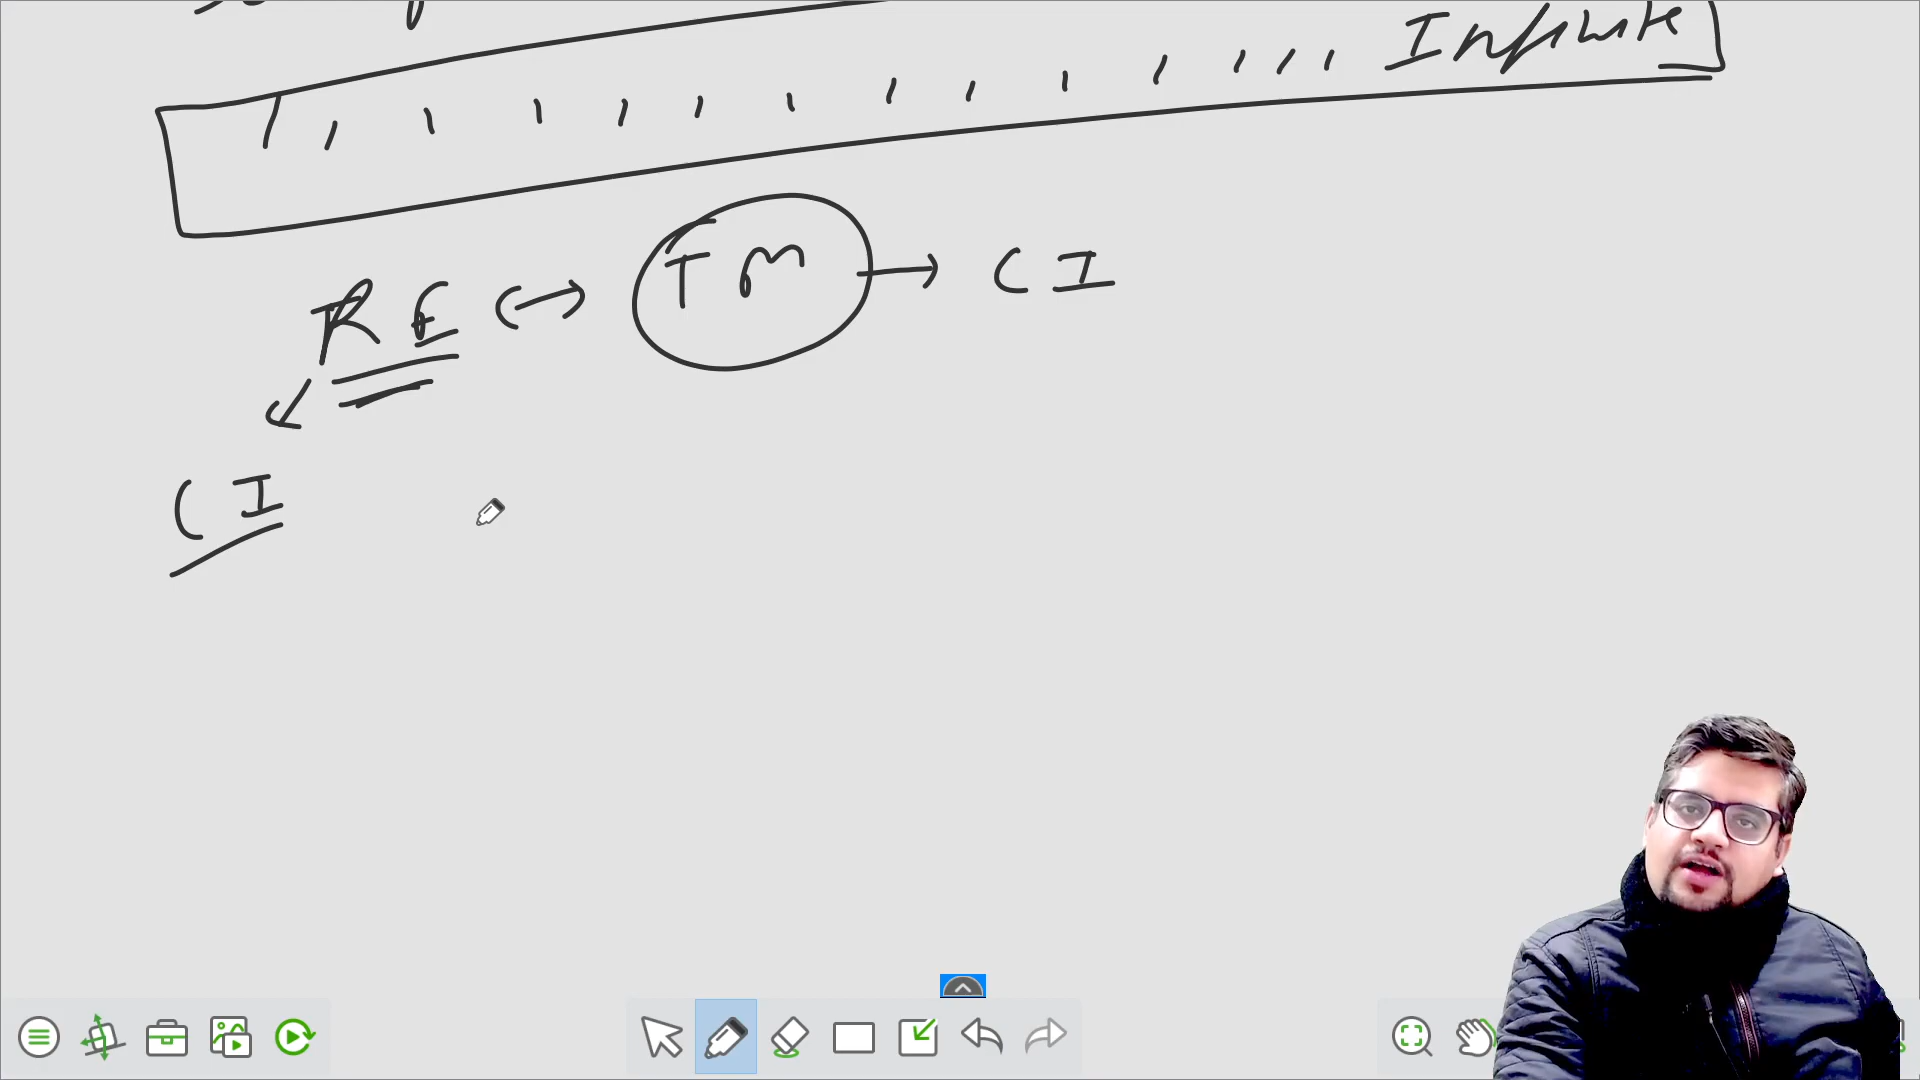 Infinite
RE ↔ TM → CI
CI